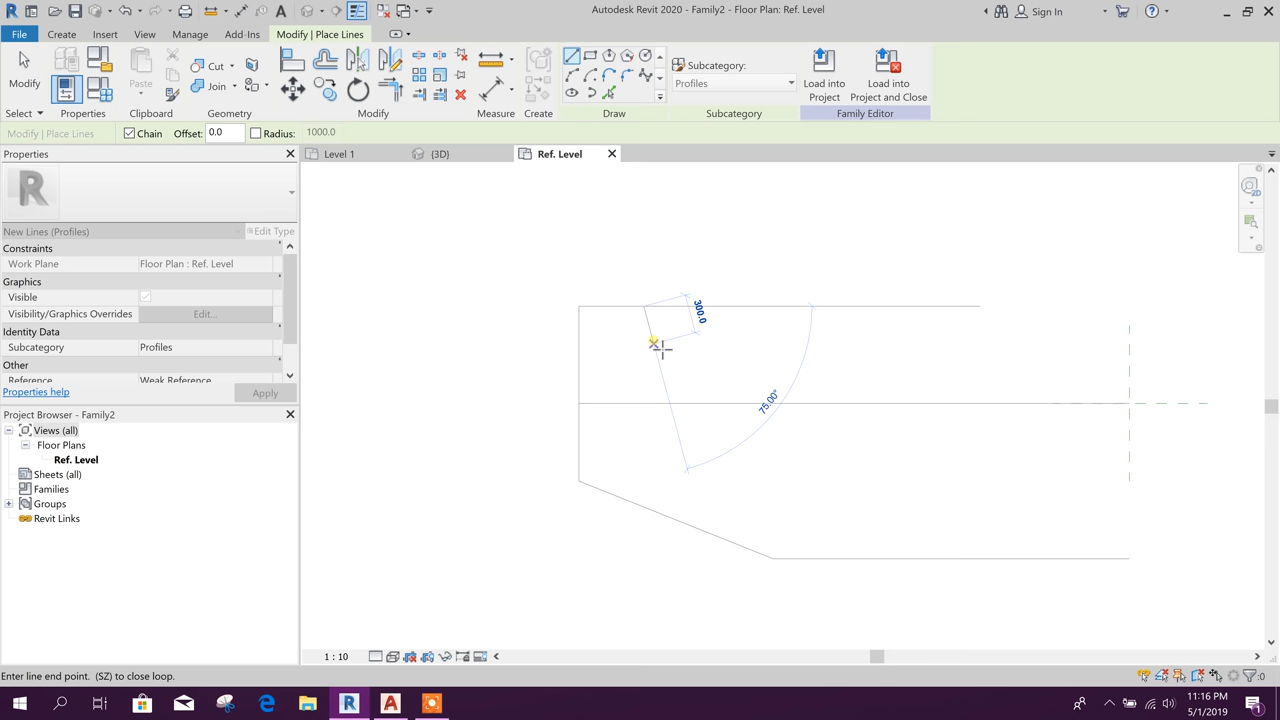 Autodesk Revit 2020 - Family2 - Floor Plan: Ref. Level
Sign In
File Create Insert View Manage Add-Ins Modify | Place Lines
Modify
Paste
Cut
Join
Subcategory:
Profiles
Load into
Project
Load into
Project and Close
Select Properties Clipboard Geometry Modify Measure Create Draw Subcategory Family Editor
Modify | Place Lines Chain Offset: 0.0 Radius: 1000.0
Properties
Level 1 {3D} Ref. Level
R
New Lines (Profiles) Edit Type
Constraints
Work Plane Floor Plan : Ref. Level
Graphics
Visible
Visibility/Graphics Overrides Edit...
Identity Data
Subcategory Profiles
Other
Reference Weak Reference
Properties help Apply
Project Browser - Family2
Views (all)
Floor Plans
Ref. Level
Sheets (all)
Families
Groups
Revit Links
300.0
75.00°
2D
1 : 10
Enter line end point. (SZ) to close loop.
:0
11:16 PM
5/1/2019
1